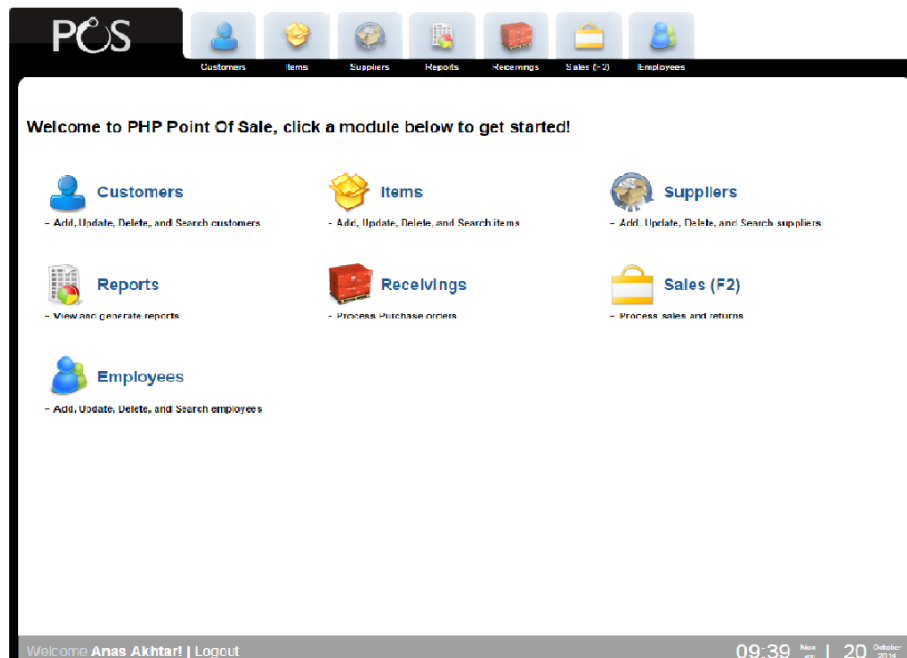 POS
Customers Items Suppliers Reports Receivings Sales (F2) Employees
Welcome to PHP Point Of Sale, click a module below to get started!
Customers Items Suppliers
- Add, Update, Delete, and Search customers - Add, Update, Delete, and Search items - Add, Update, Delete, and Search suppliers
Reports Receivings Sales (F2)
- View and generate reports - Process Purchase orders - Process sales and returns
Employees
- Add, Update, Delete, and Search employees
Welcome Anas Akhtar! | Logout 09:39 Mon am | 20 October 2014